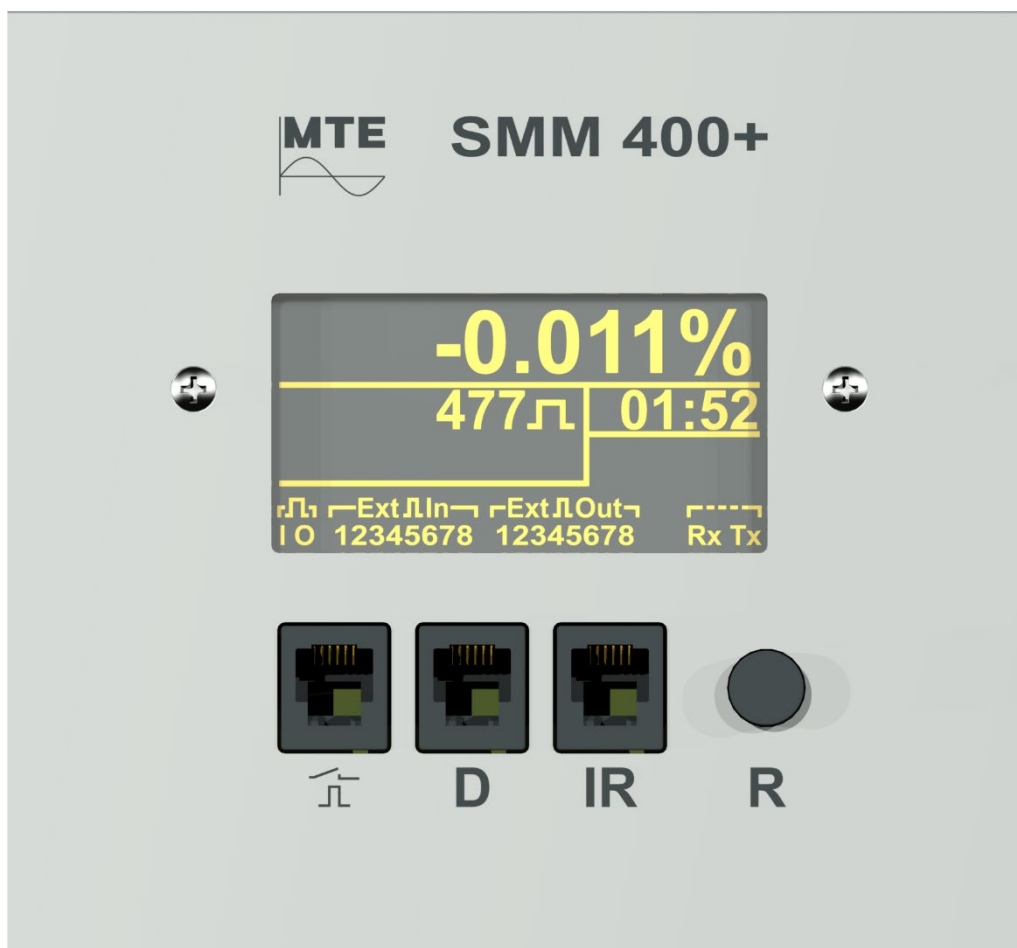 MTE SMM 400+
-0.011%
477 01:52
Ext In Ext Out
I O 12345678 12345678 Rx Tx
D IR R